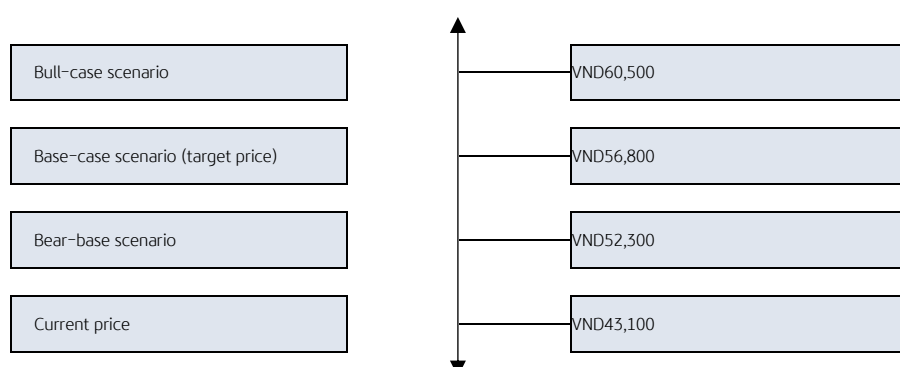 Bull-case scenario VND60,500
Base-case scenario (target price) VND56,800
Bear-base scenario VND52,300
Current price VND43,100